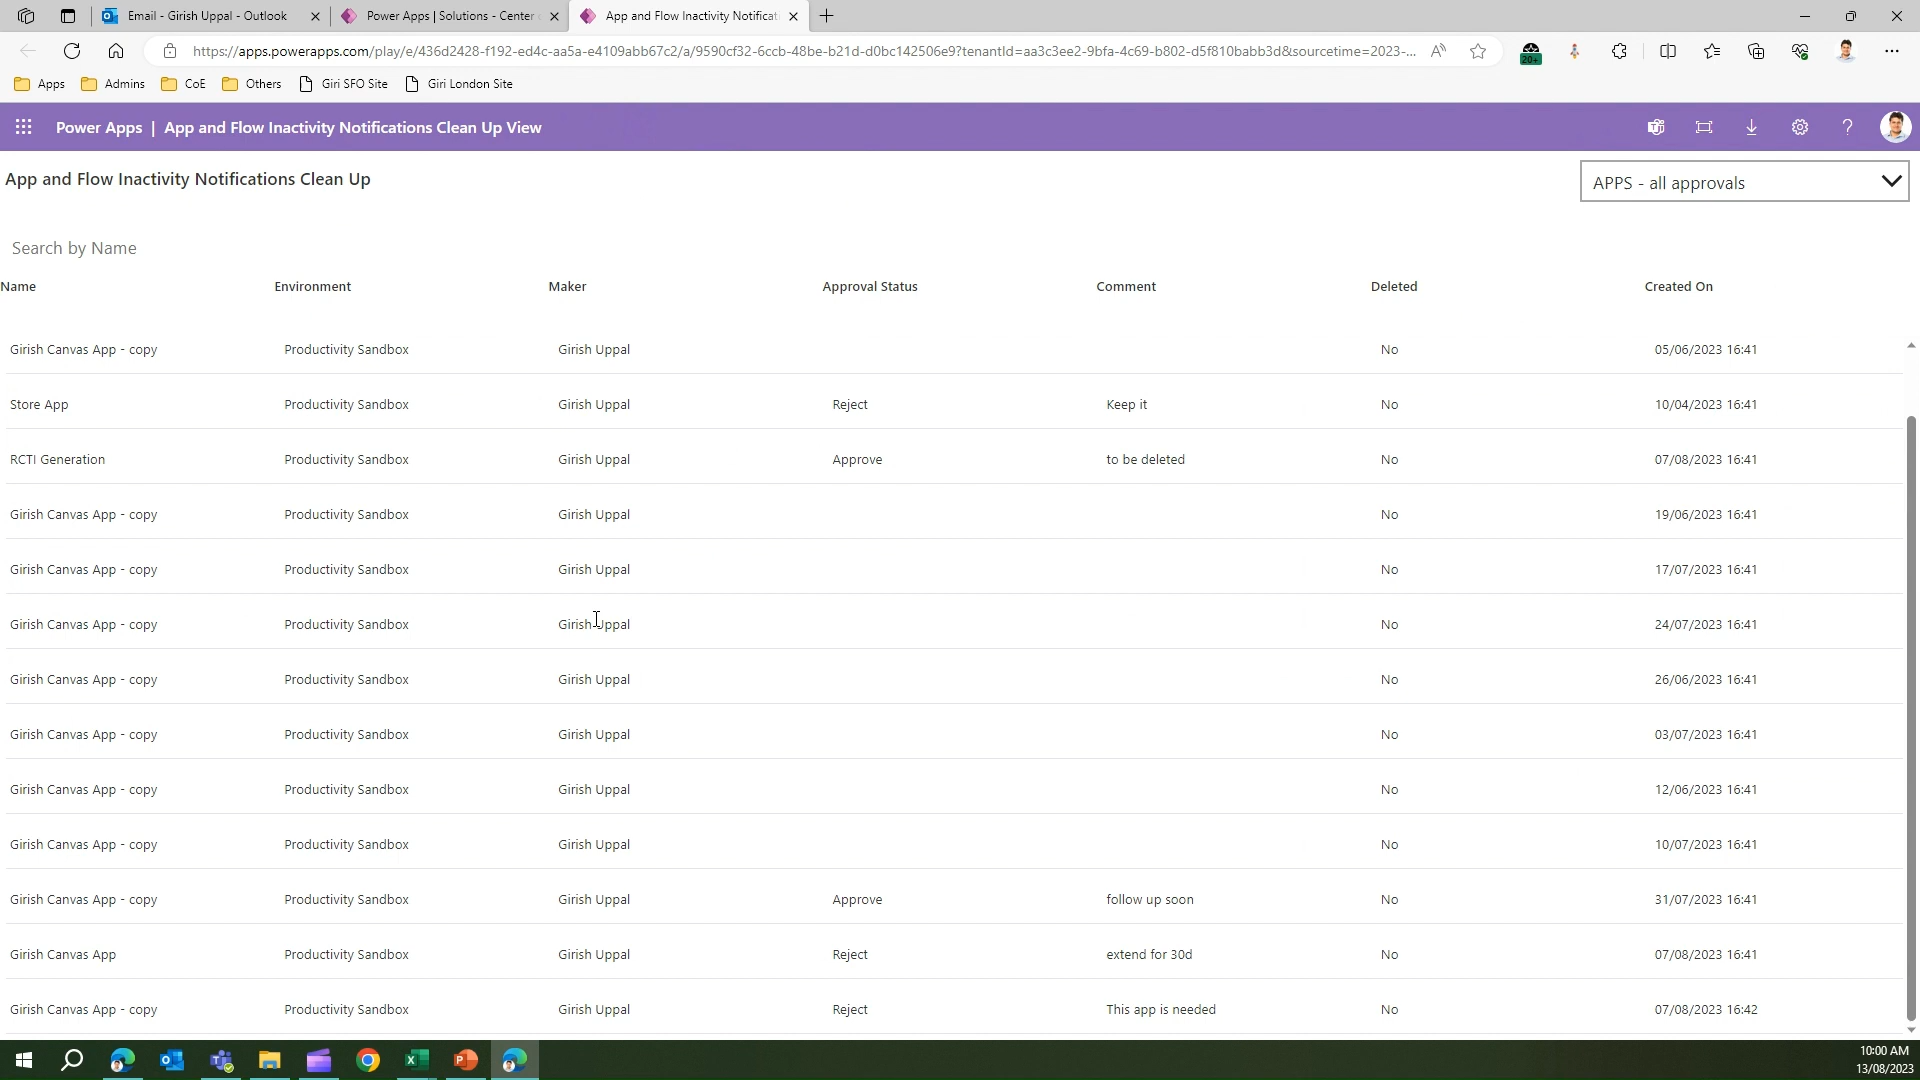 Email - Girish Uppal - Outlook
Power Apps | Solutions - Center
App and Flow Inactivity Notificati
https://apps.powerapps.com/play/e/436d2428-f192-ed4c-aa5a-e4109abb67c2/a/9590cf32-6ccb-48be-b21d-d0bc142506e9?tenantId=aa3c3ee2-9bfa-4c69-b802-d5f810babb3d&sourcetime=2023-...
20+
Apps Admins CoE Others Giri SFO Site Giri London Site
Power Apps | App and Flow Inactivity Notifications Clean Up View
App and Flow Inactivity Notifications Clean Up
APPS - all approvals
Search by Name
Name Environment Maker Approval Status Comment Deleted Created On
Girish Canvas App - copy Productivity Sandbox Girish Uppal No 05/06/2023 16:41
Store App Productivity Sandbox Girish Uppal Reject Keep it No 10/04/2023 16:41
RCTI Generation Productivity Sandbox Girish Uppal Approve to be deleted No 07/08/2023 16:41
Girish Canvas App - copy Productivity Sandbox Girish Uppal No 19/06/2023 16:41
Girish Canvas App - copy Productivity Sandbox Girish Uppal No 17/07/2023 16:41
Girish Canvas App - copy Productivity Sandbox Girish Uppal No 24/07/2023 16:41
Girish Canvas App - copy Productivity Sandbox Girish Uppal No 26/06/2023 16:41
Girish Canvas App - copy Productivity Sandbox Girish Uppal No 03/07/2023 16:41
Girish Canvas App - copy Productivity Sandbox Girish Uppal No 12/06/2023 16:41
Girish Canvas App - copy Productivity Sandbox Girish Uppal No 10/07/2023 16:41
Girish Canvas App - copy Productivity Sandbox Girish Uppal Approve follow up soon No 31/07/2023 16:41
Girish Canvas App Productivity Sandbox Girish Uppal Reject extend for 30d No 07/08/2023 16:41
Girish Canvas App - copy Productivity Sandbox Girish Uppal Reject This app is needed No 07/08/2023 16:42
10:00 AM
13/08/2023